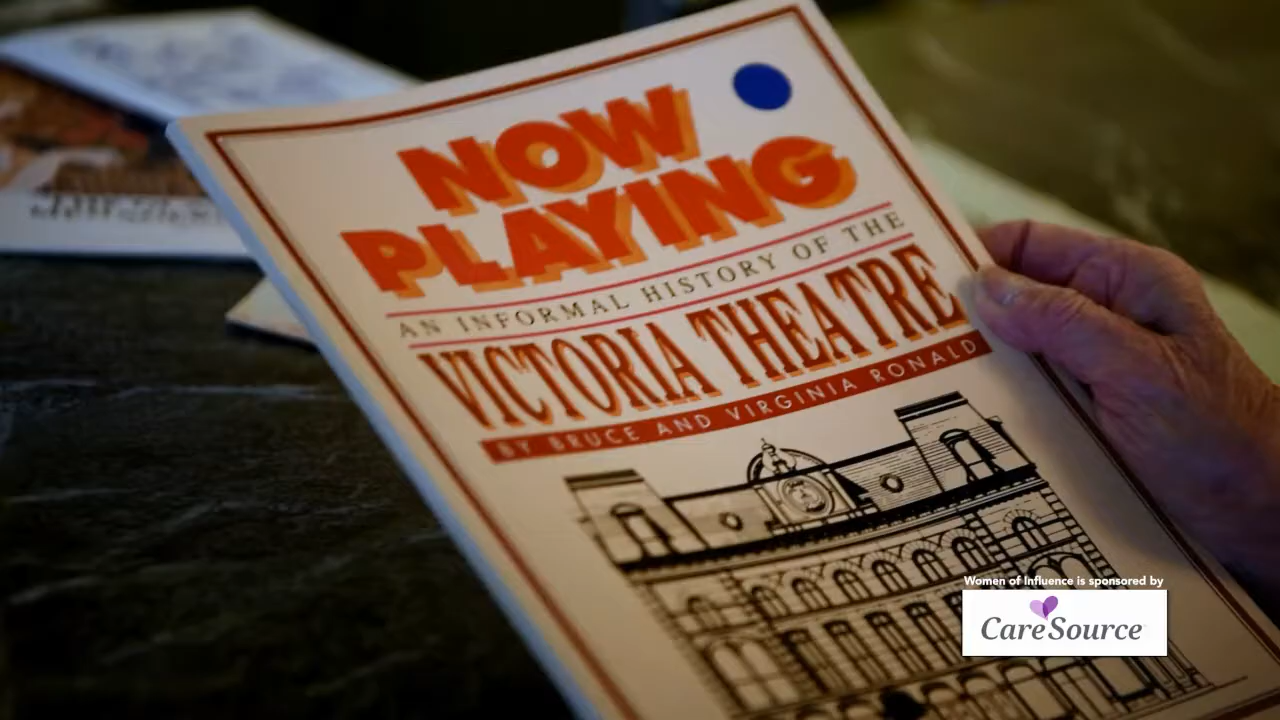 NOW
PLAYING
AN INFORMAL HISTORY OF THE
VICTORIA THEATRE
BY BRUCE AND VIRGINIA RONALD
Women of Influence is sponsored by
CareSource